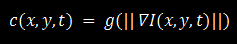 c(x,y,t) = g(||∇I(x,y,t)||)